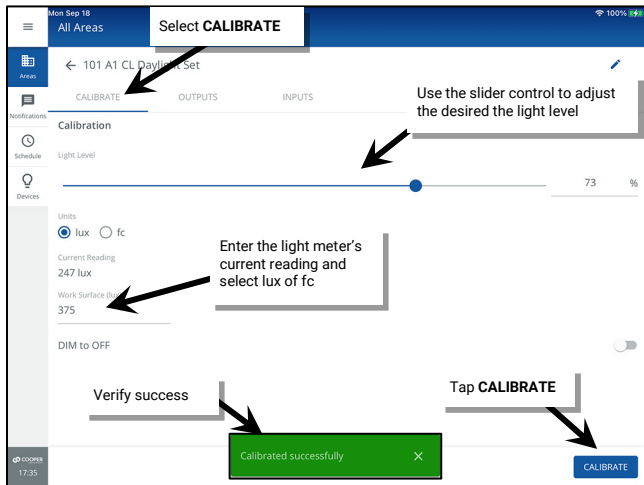 Mon Sep 18
100%
All Areas
Select CALIBRATE
Areas
101 A1 CL Daylight Set
CALIBRATE
OUTPUTS
INPUTS
Use the slider control to adjust
the desired the light level
Notifications
Calibration
Schedule
Light Level
73 %
Devices
Units
lux
fc
Enter the light meter's
current reading and
select lux of fc
Current Reading
247 lux
Work Surface (lux)
375
DIM to OFF
Verify success
Tap CALIBRATE
Calibrated successfully
COOPER
17:35
CALIBRATE